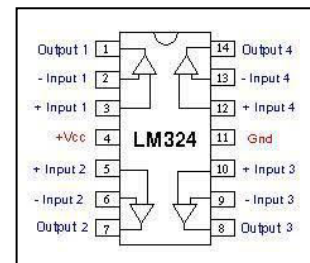 Output 1 1 14 Output 4
- Input 1 2 13 - Input 4
+ Input 1 3 12 + Input 4
+Vcc 4 LM324 11 Gnd
+ Input 2 5 10 + Input 3
- Input 2 6 9 - Input 3
Output 2 7 8 Output 3